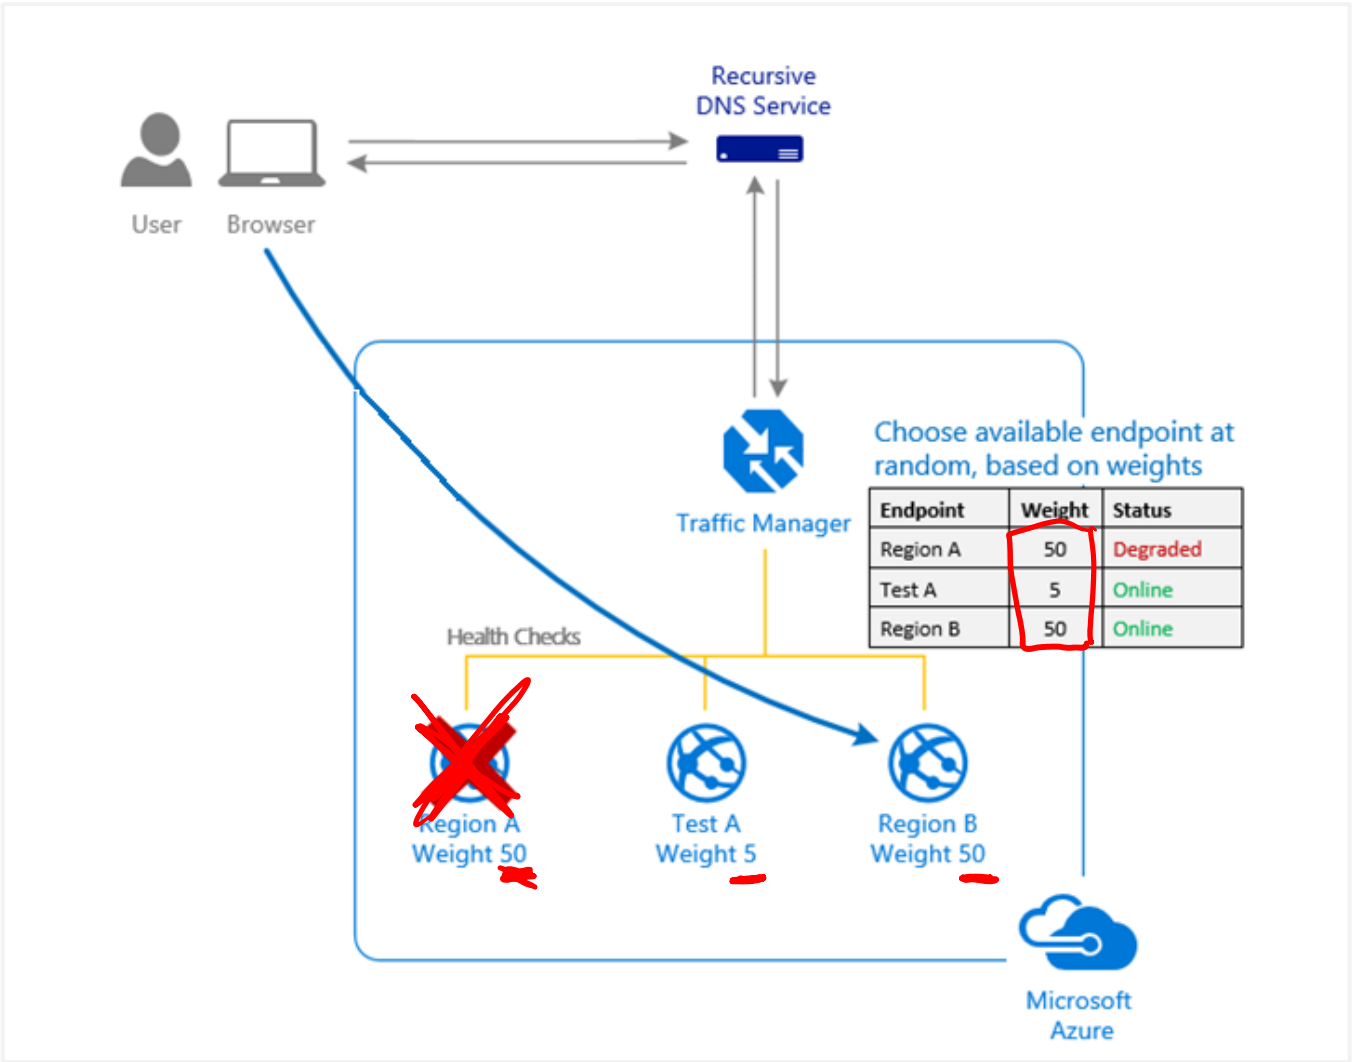 Recursive
DNS Service
User
Browser
Choose available endpoint at
random, based on weights
Traffic Manager
Endpoint Weight Status
Region A 50 Degraded
Test A 5 Online
Region B 50 Online
Health Checks
Region A
Weight 50
Test A
Weight 5
Region B
Weight 50
Microsoft
Azure